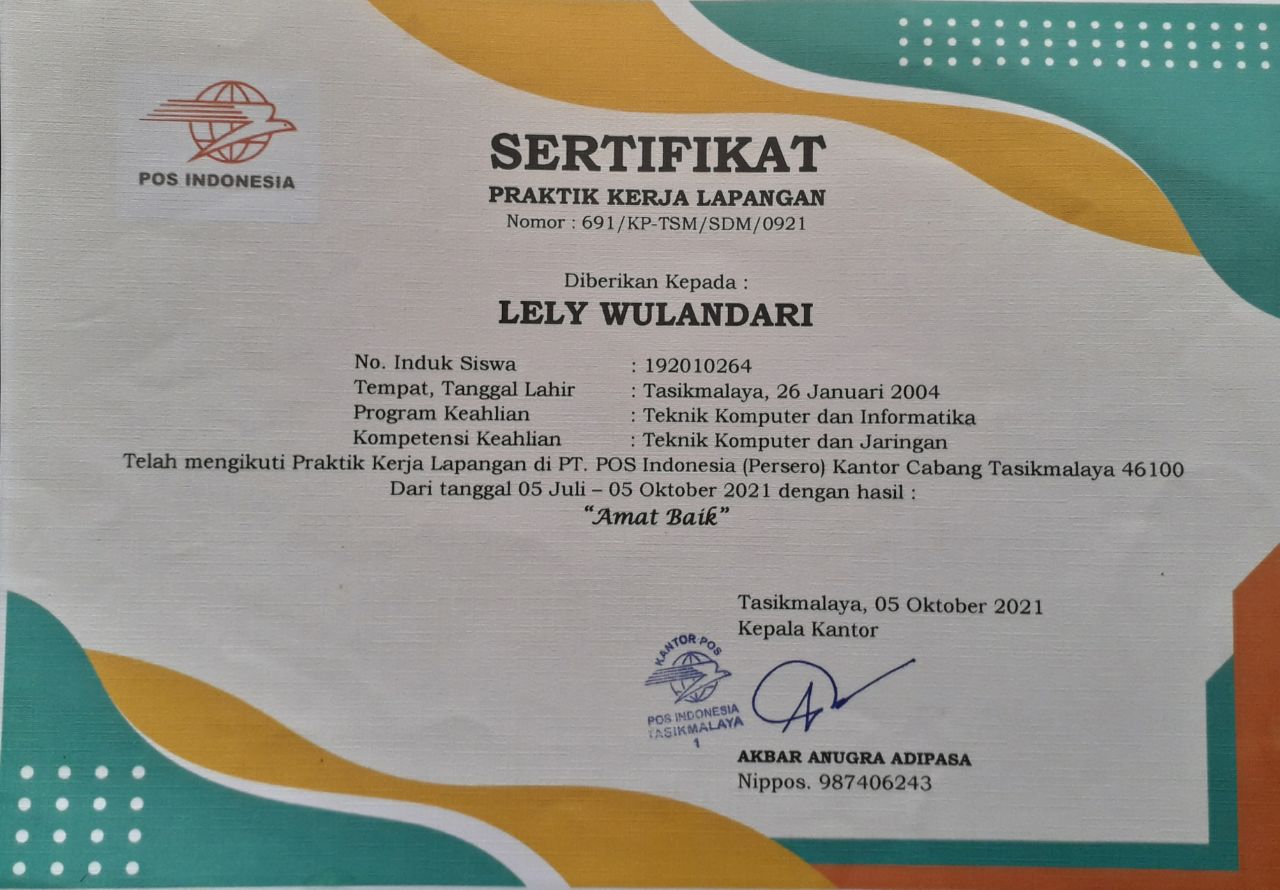 POS INDONESIA
SERTIFIKAT
PRAKTIK KERJA LAPANGAN
Nomor : 691/KP-TSM/SDM/0921
Diberikan Kepada :
LELY WULANDARI
No. Induk Siswa : 192010264
Tempat, Tanggal Lahir : Tasikmalaya, 26 Januari 2004
Program Keahlian : Teknik Komputer dan Informatika
Kompetensi Keahlian : Teknik Komputer dan Jaringan
Telah mengikuti Praktik Kerja Lapangan di PT. POS Indonesia (Persero) Kantor Cabang Tasikmalaya 46100
Dari tanggal 05 Juli – 05 Oktober 2021 dengan hasil :
“Amat Baik”
Tasikmalaya, 05 Oktober 2021
Kepala Kantor
KANTOR POS
POS INDONESIA
TASIKMALAYA
1
AKBAR ANUGRA ADIPASA
Nippos. 987406243